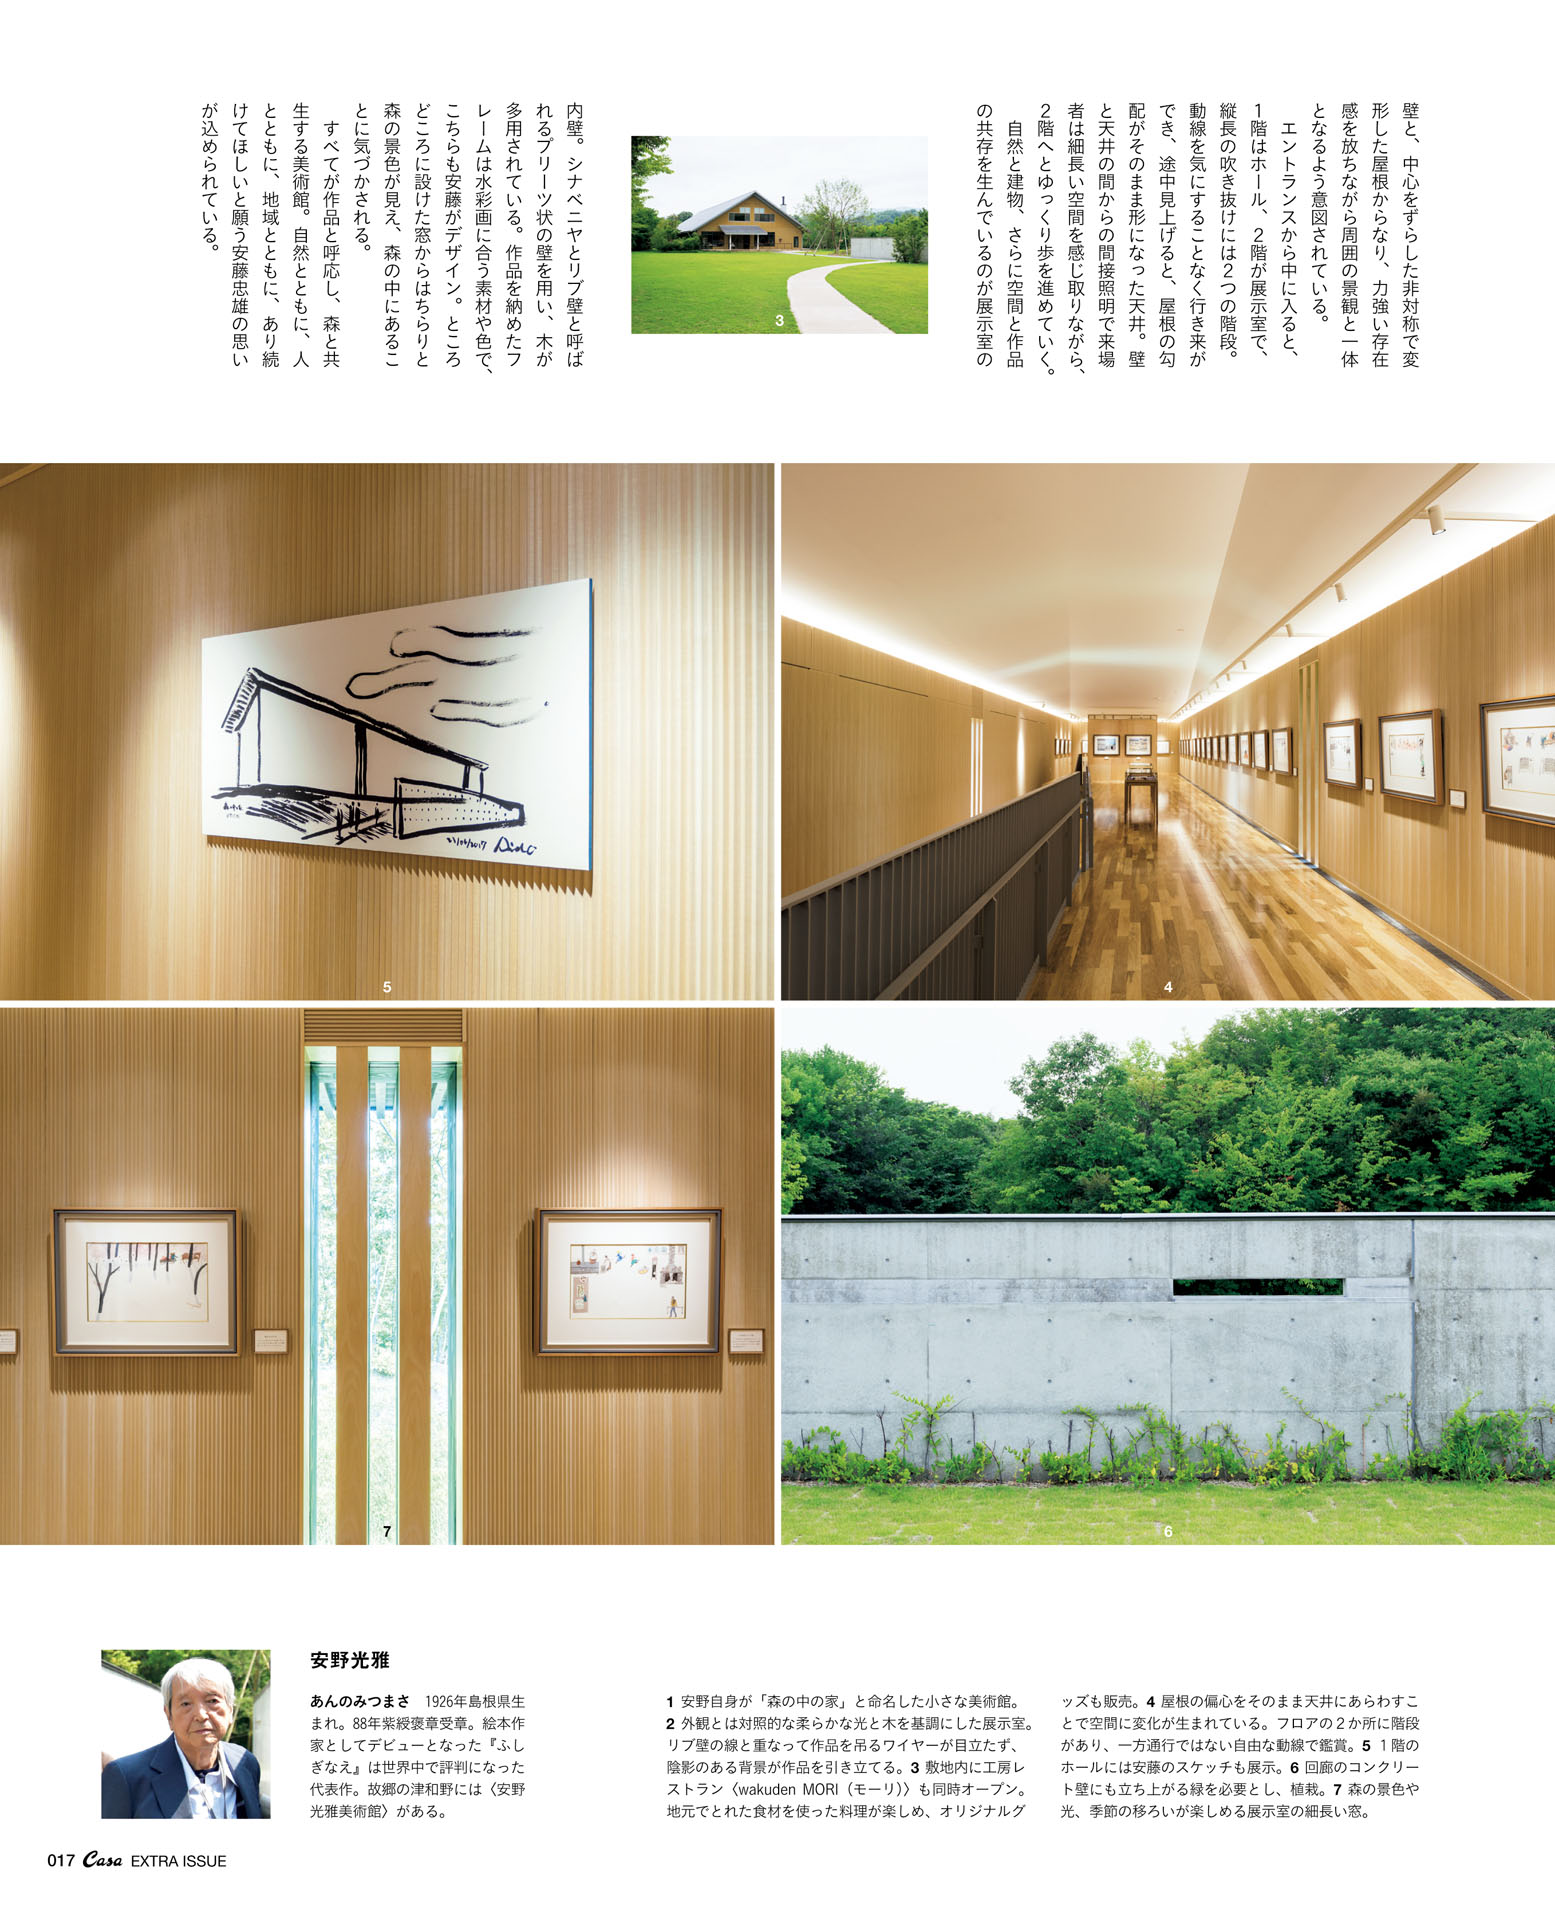 壁と、中心をずらした非対称で変
形した屋根からなり、力強い存在
感を放ちながら周囲の景観と一体
となるよう意図されている。
エントランスから中に入ると、
1階はホール、2階が展示室で、
縦長の吹き抜けには2つの階段。
動線を気にすることなく行き来が
でき、途中見上げると、屋根の勾
配がそのまま形になった天井。壁
と天井の間からの間接照明で来場
者は細長い空間を感じ取りながら、
2階へとゆっくり歩を進めていく。
自然と建物、さらに空間と作品
の共存を生んでいるのが展示室の
3
内壁。シナベニヤとリブ壁と呼ば
れるプリーツ状の壁を用い、木が
多用されている。作品を納めたフ
レームは水彩画に合う素材や色で、
こちらも安藤がデザイン。ところ
どころに設けた窓からはちらりと
森の景色が見え、森の中にあるこ
とに気づかされる。
すべてが作品と呼応し、森と共
生する美術館。自然とともに、人
とともに、地域とともに、あり続
けてほしいと願う安藤忠雄の思い
が込められている。
21/06/2017
5
4
7
6
安野光雅
あんのみつまさ　1926年島根県生
まれ。88年紫綬褒章受章。絵本作
家としてデビューとなった『ふし
ぎなえ』は世界中で評判になった
代表作。故郷の津和野には〈安野
光雅美術館〉がある。
1 安野自身が「森の中の家」と命名した小さな美術館。
2 外観とは対照的な柔らかな光と木を基調にした展示室。
リブ壁の線と重なって作品を吊るワイヤーが目立たず、
陰影のある背景が作品を引き立てる。3 敷地内に工房レ
ストラン〈wakuden MORI（モーリ）〉も同時オープン。
地元でとれた食材を使った料理が楽しめ、オリジナルグ
ッズも販売。4 屋根の偏心をそのまま天井にあらわすこ
とで空間に変化が生まれている。フロアの2か所に階段
があり、一方通行ではない自由な動線で鑑賞。5 1階の
ホールには安藤のスケッチも展示。6 回廊のコンクリー
ト壁にも立ち上がる緑を必要とし、植栽。7 森の景色や
光、季節の移ろいが楽しめる展示室の細長い窓。
017 Casa EXTRA ISSUE